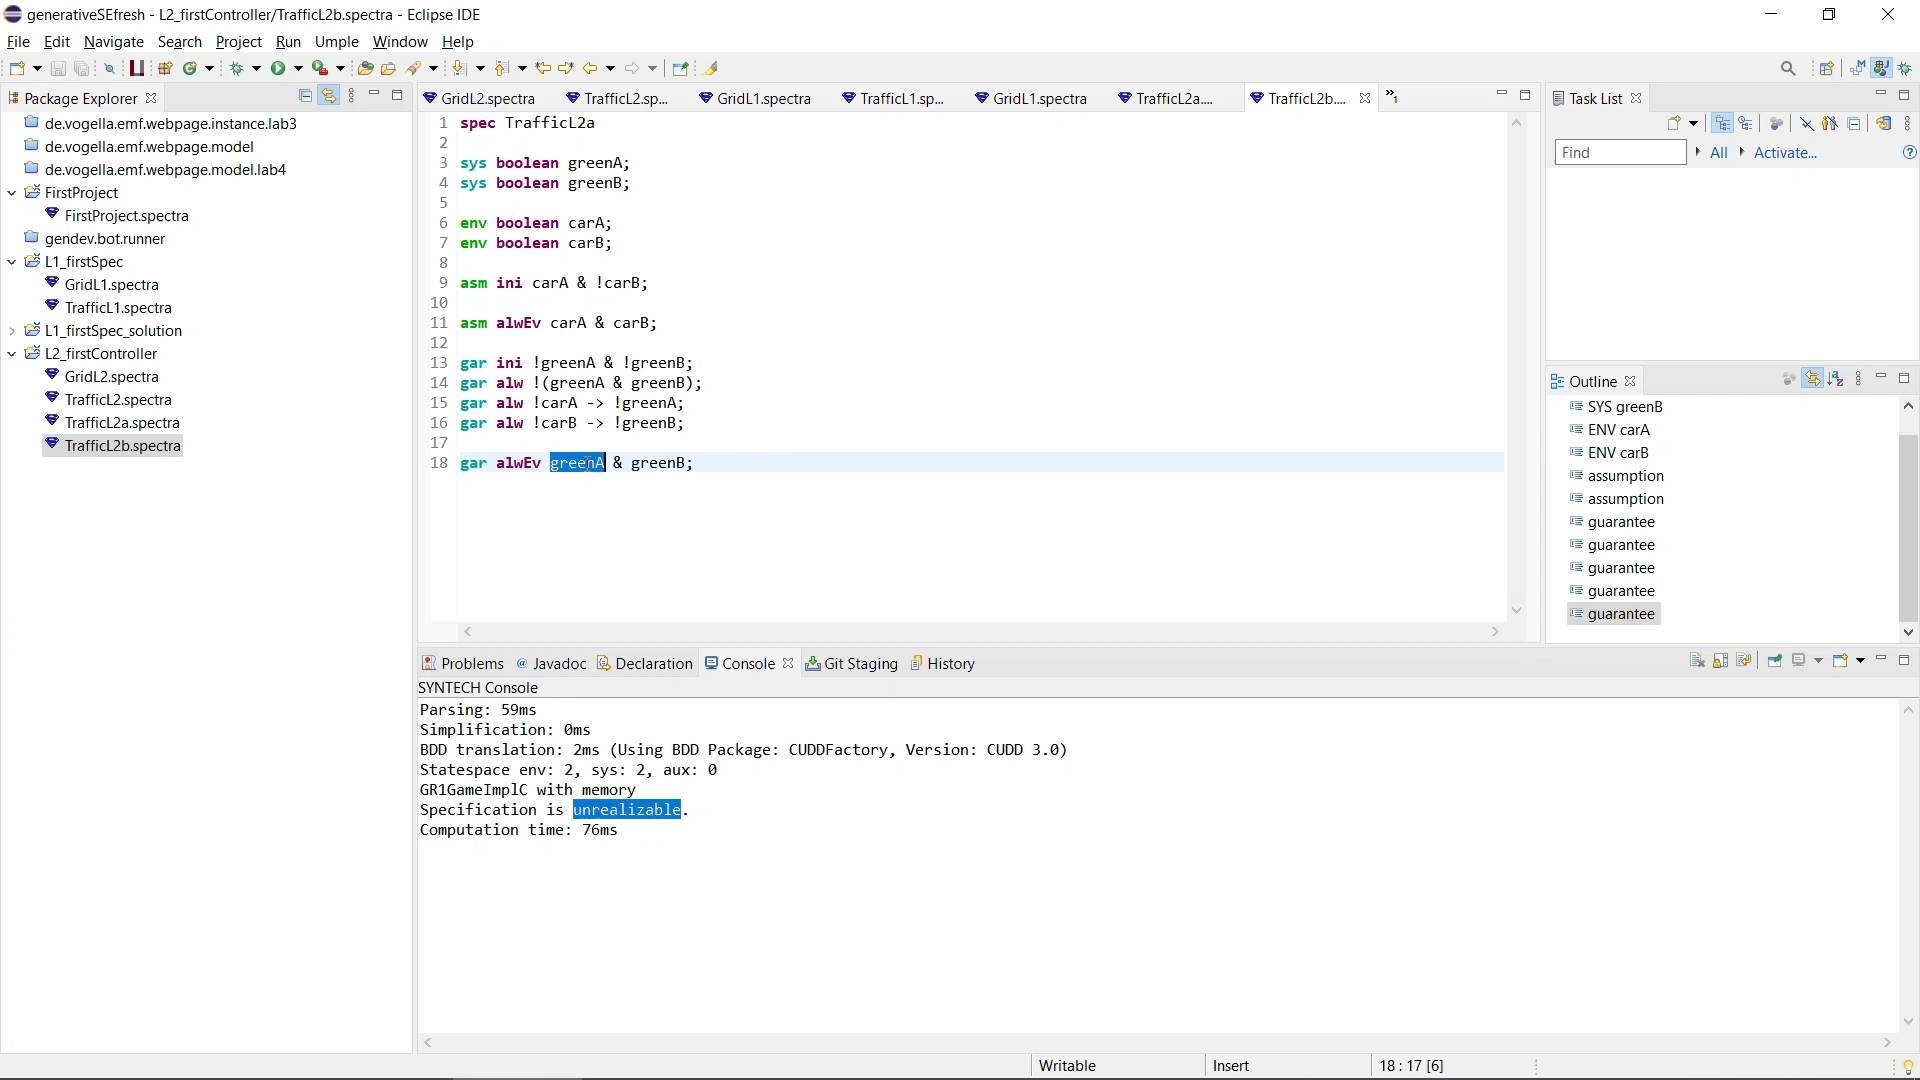 generativeSEfresh - L2_firstController/TrafficL2b.spectra - Eclipse IDE
File Edit Navigate Search Project Run Umple Window Help
Package Explorer
de.vogella.emf.webpage.instance.lab3
de.vogella.emf.webpage.model
de.vogella.emf.webpage.model.lab4
FirstProject
FirstProject.spectra
gendev.bot.runner
L1_firstSpec
GridL1.spectra
TrafficL1.spectra
L1_firstSpec_solution
L2_firstController
GridL2.spectra
TrafficL2.spectra
TrafficL2a.spectra
TrafficL2b.spectra
GridL2.spectra TrafficL2.sp... GridL1.spectra TrafficL1.sp... GridL1.spectra TrafficL2a.... TrafficL2b.... »1
1 spec TrafficL2a
2
3 sys boolean greenA;
4 sys boolean greenB;
5
6 env boolean carA;
7 env boolean carB;
8
9 asm ini carA & !carB;
10
11 asm alwEv carA & carB;
12
13 gar ini !greenA & !greenB;
14 gar alw !(greenA & greenB);
15 gar alw !carA -> !greenA;
16 gar alw !carB -> !greenB;
17
18 gar alwEv greenA & greenB;
Task List
Find All Activate...
Outline
SYS greenB
ENV carA
ENV carB
assumption
assumption
guarantee
guarantee
guarantee
guarantee
guarantee
Problems @ Javadoc Declaration Console Git Staging History
SYNTECH Console
Parsing: 59ms
Simplification: 0ms
BDD translation: 2ms (Using BDD Package: CUDDFactory, Version: CUDD 3.0)
Statespace env: 2, sys: 2, aux: 0
GR1GameImplC with memory
Specification is unrealizable.
Computation time: 76ms
Writable Insert 18 : 17 [6]